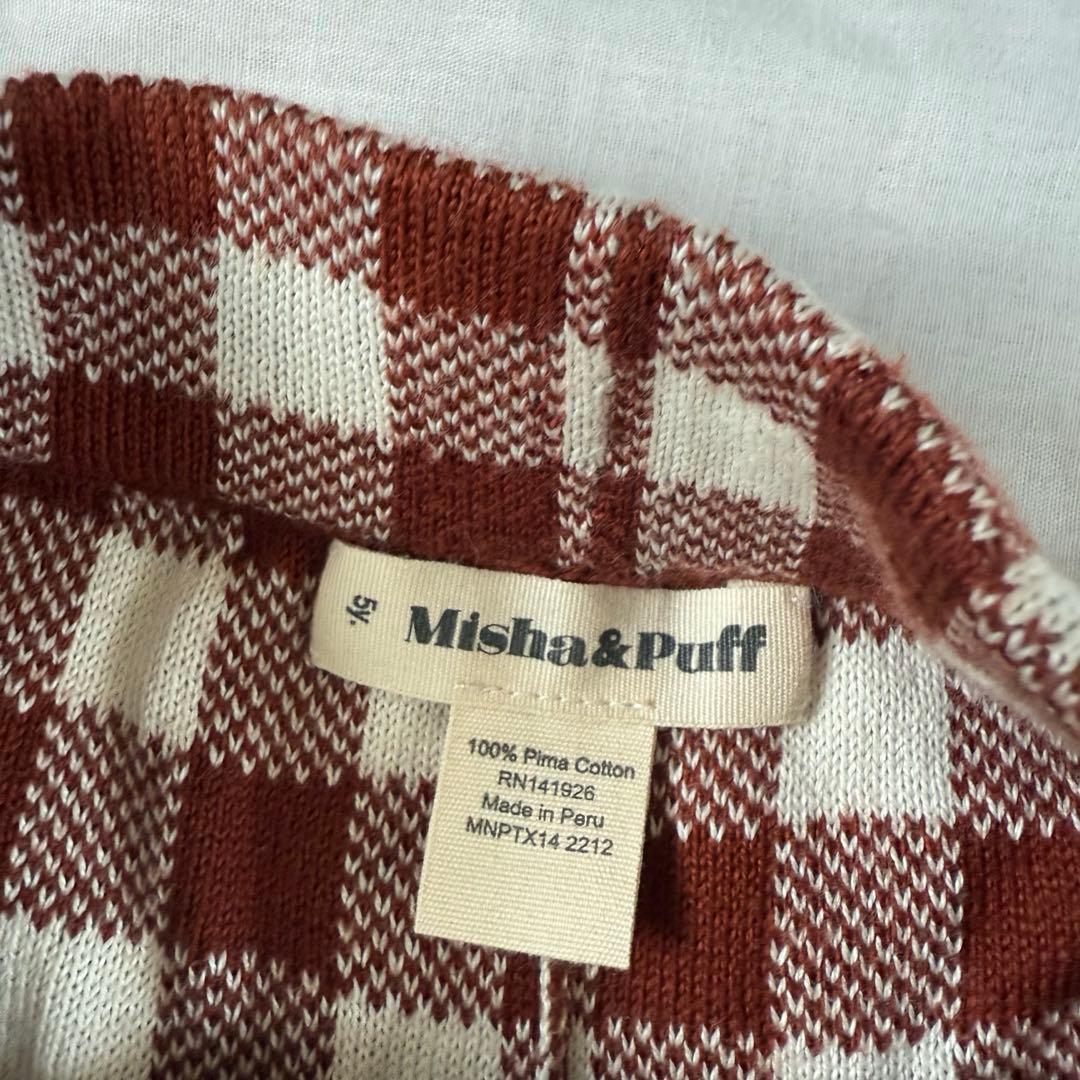 5y.
Misha&Puff
100% Pima Cotton
RN141926
Made in Peru
MNPTX14 2212